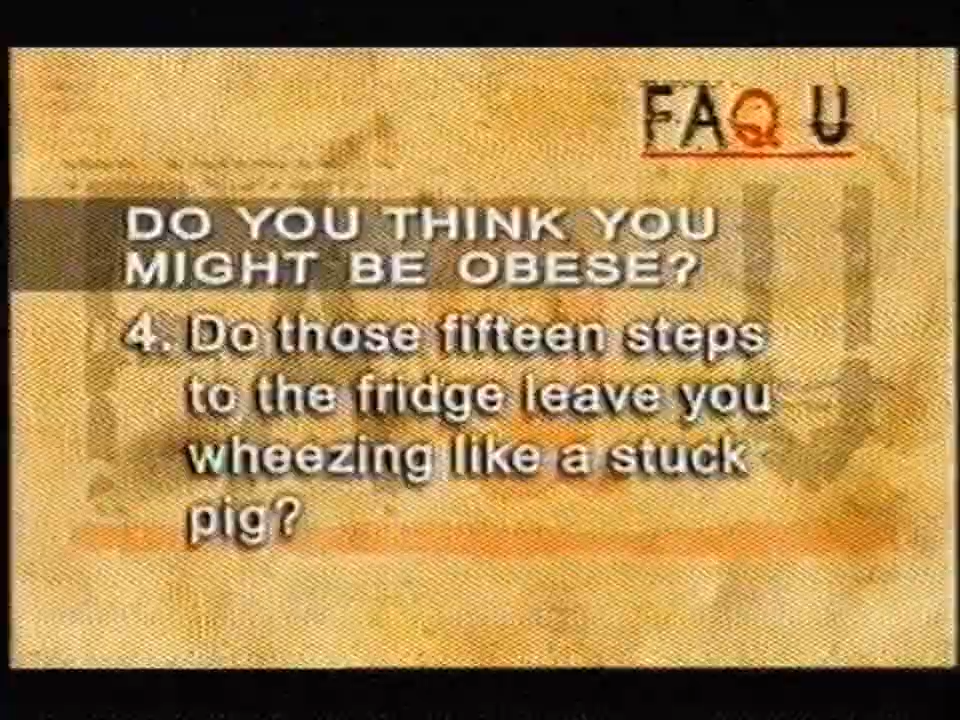 FAQ U
DO YOU THINK YOU
MIGHT BE OBESE?
4. Do those fifteen steps
to the fridge leave you
wheezing like a stuck
pig?